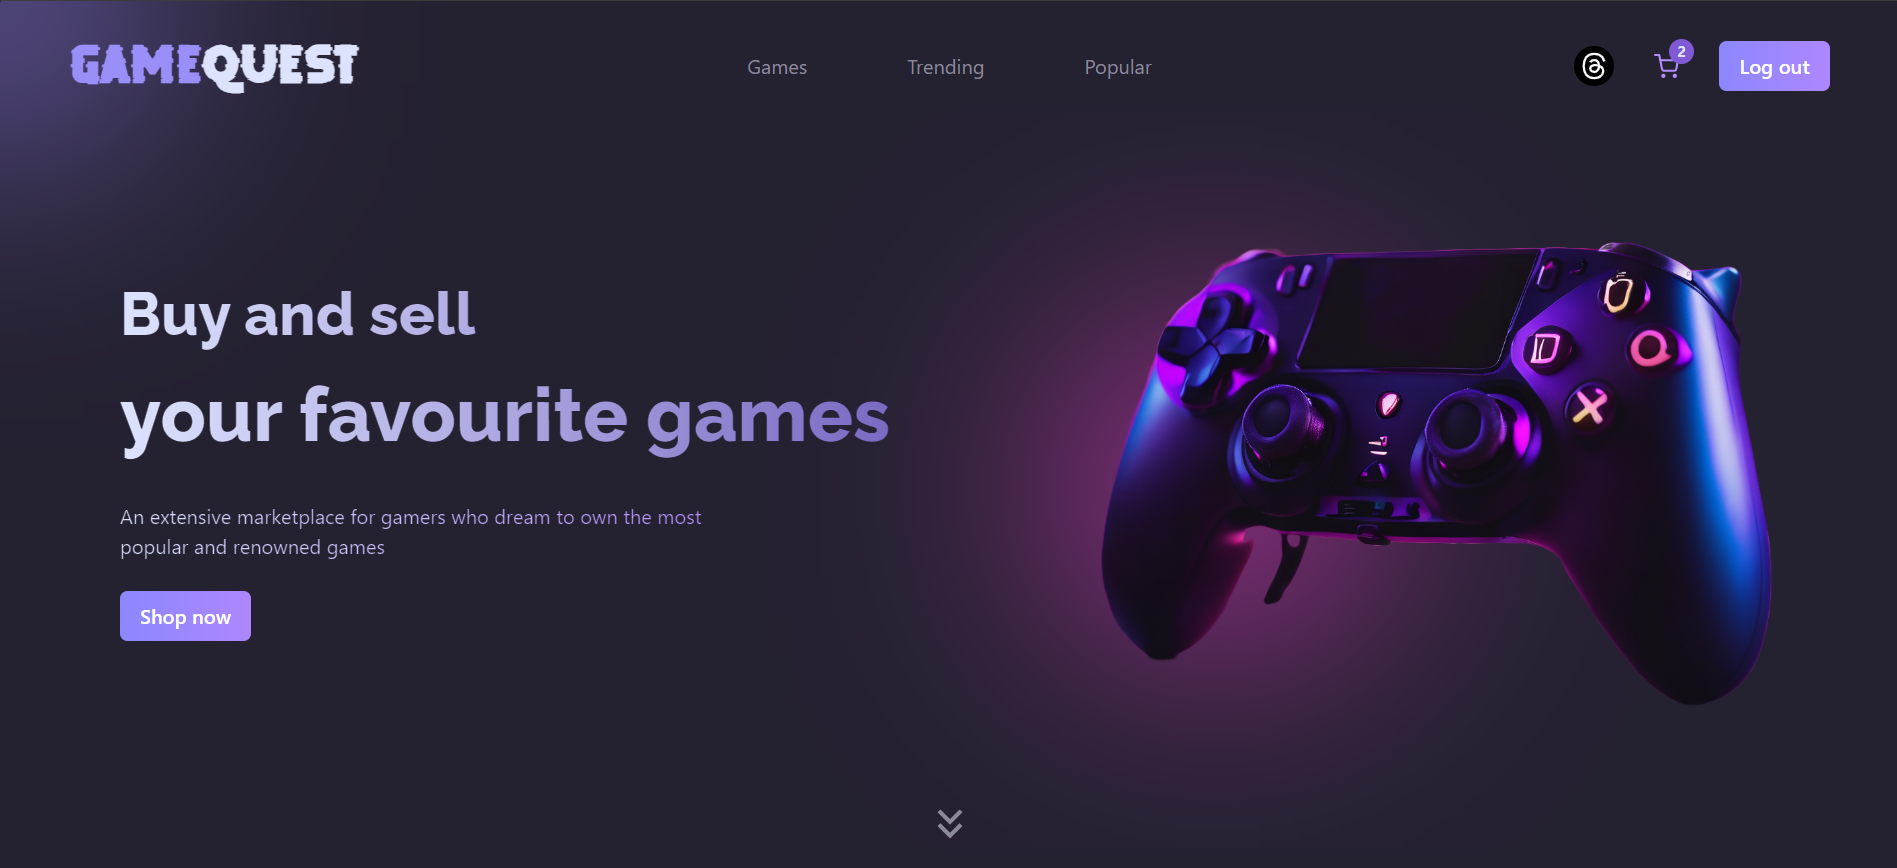 GAMEQUEST
Games
Trending
Popular
2
Log out
Buy and sell
your favourite games
An extensive marketplace for gamers who dream to own the most
popular and renowned games
Shop now